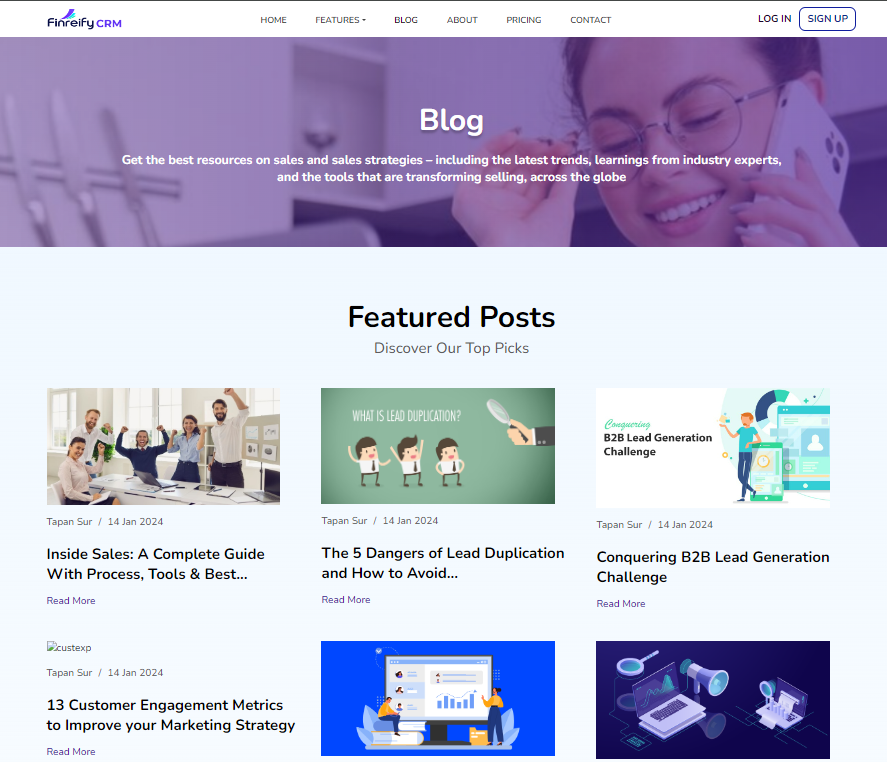 Finreify CRM
HOME FEATURES BLOG ABOUT PRICING CONTACT LOG IN SIGN UP
Blog
Get the best resources on sales and sales strategies – including the latest trends, learnings from industry experts,
and the tools that are transforming selling, across the globe
Featured Posts
Discover Our Top Picks
WHAT IS LEAD DUPLICATION?
Tapan Sur / 14 Jan 2024
Inside Sales: A Complete Guide
With Process, Tools & Best...
Read More
Tapan Sur / 14 Jan 2024
The 5 Dangers of Lead Duplication
and How to Avoid...
Read More
Conquering
B2B Lead Generation
Challenge
Tapan Sur / 14 Jan 2024
Conquering B2B Lead Generation
Challenge
Read More
custexp
Tapan Sur / 14 Jan 2024
13 Customer Engagement Metrics
to Improve your Marketing Strategy
Read More